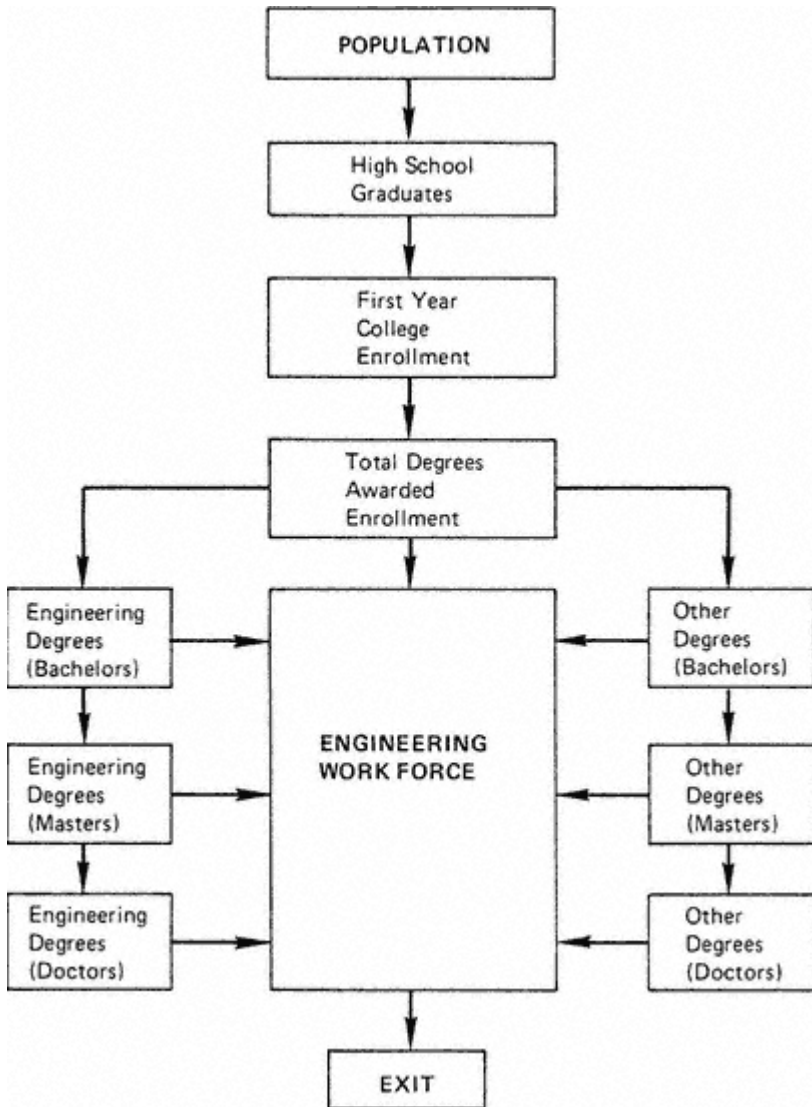 POPULATION
High School
Graduates
First Year
College
Enrollment
Total Degrees
Awarded
Enrollment
Engineering
Degrees
(Bachelors)
Other
Degrees
(Bachelors)
ENGINEERING
WORK FORCE
Engineering
Degrees
(Masters)
Other
Degrees
(Masters)
Engineering
Degrees
(Doctors)
Other
Degrees
(Doctors)
EXIT